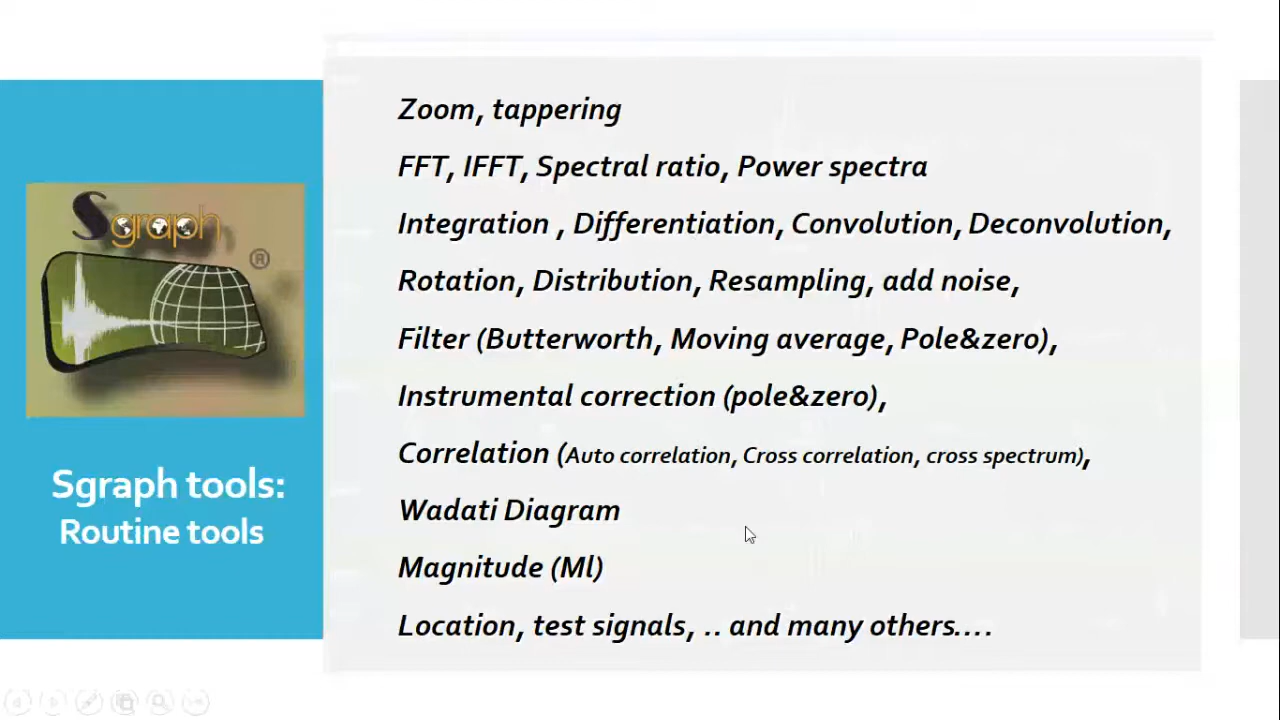 Zoom, tappering
FFT, IFFT, Spectral ratio, Power spectra
Integration , Differentiation, Convolution, Deconvolution,
Rotation, Distribution, Resampling, add noise,
Filter (Butterworth, Moving average, Pole&zero),
Instrumental correction (pole&zero),
Correlation (Auto correlation, Cross correlation, cross spectrum),
Wadati Diagram
Magnitude (Ml)
Location, test signals, .. and many others....
Sgraph
®
Sgraph tools:
Routine tools